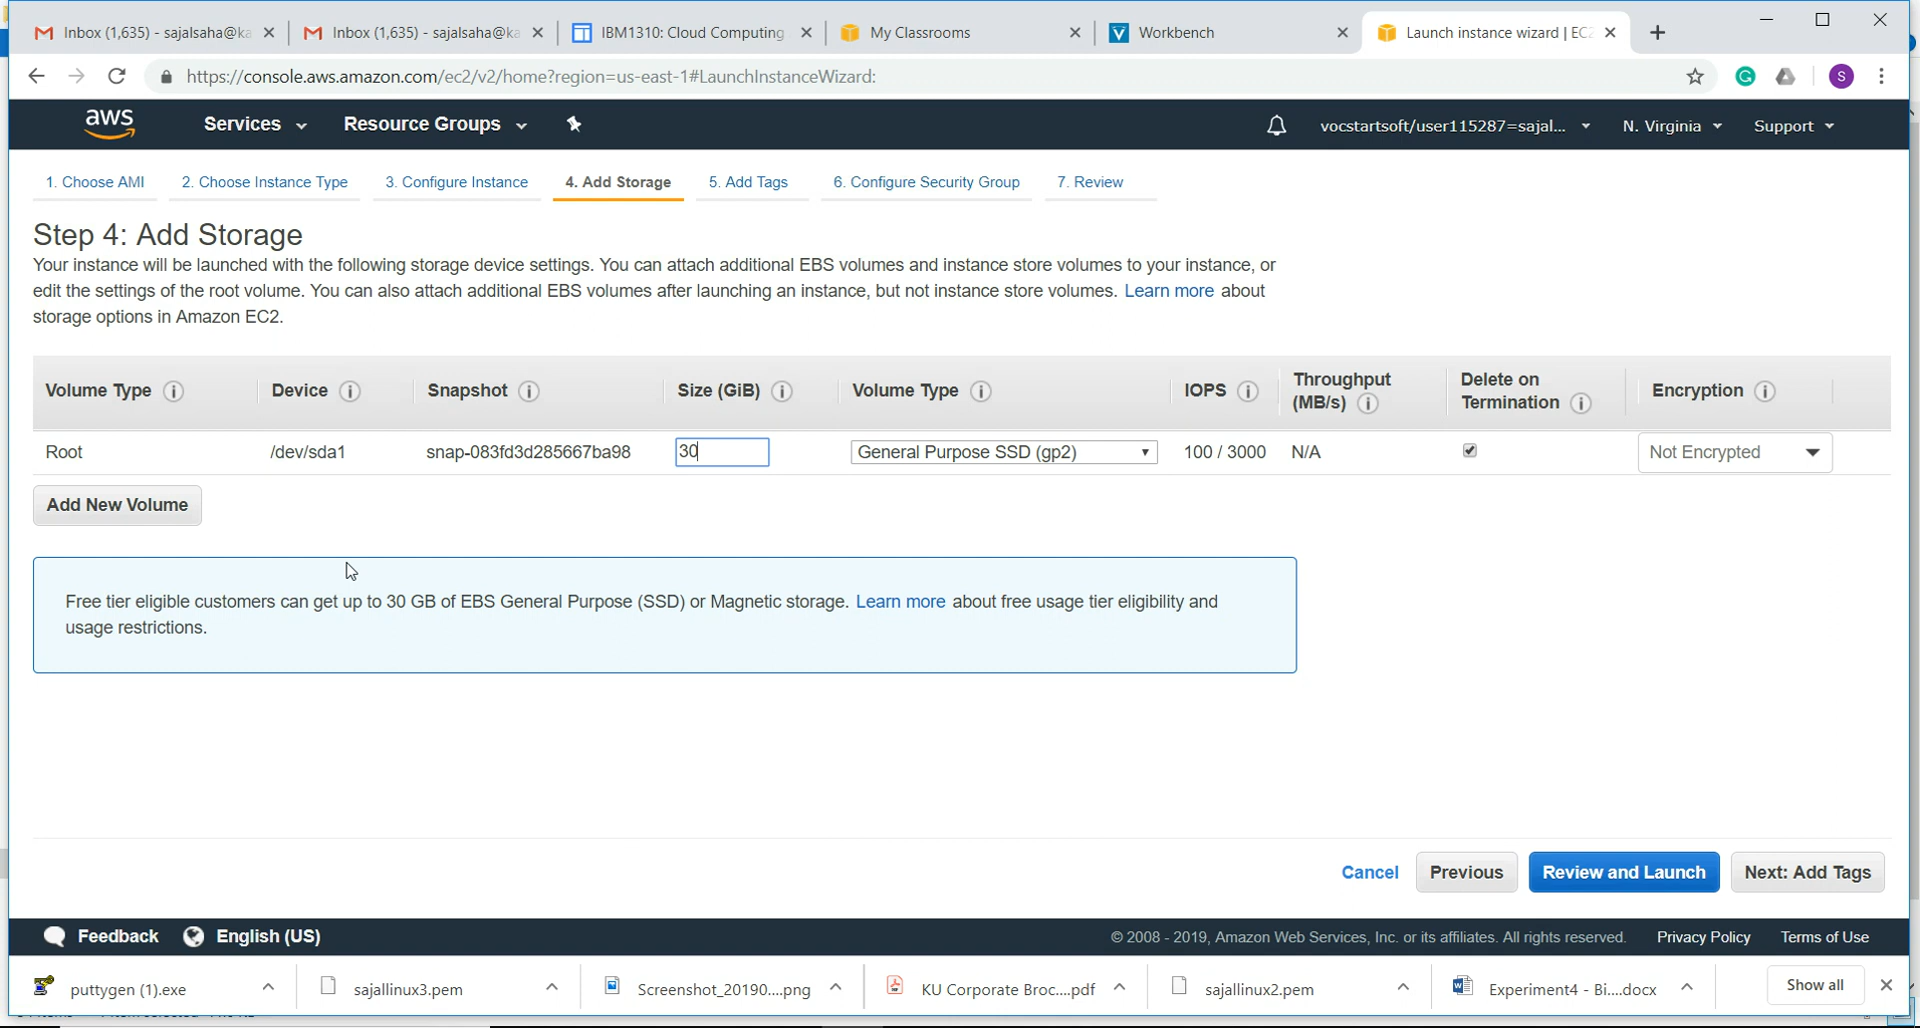 Inbox (1,635) - sajalsaha@ka
Inbox (1,635) - sajalsaha@ka
IBM1310: Cloud Computing
My Classrooms
Workbench
Launch instance wizard | EC2
https://console.aws.amazon.com/ec2/v2/home?region=us-east-1#LaunchInstanceWizard:
S
aws
Services
Resource Groups
vocstartsoft/user115287=sajal...
N. Virginia
Support
1. Choose AMI
2. Choose Instance Type
3. Configure Instance
4. Add Storage
5. Add Tags
6. Configure Security Group
7. Review
Step 4: Add Storage
Your instance will be launched with the following storage device settings. You can attach additional EBS volumes and instance store volumes to your instance, or
edit the settings of the root volume. You can also attach additional EBS volumes after launching an instance, but not instance store volumes. Learn more about
storage options in Amazon EC2.
Volume Type
Device
Snapshot
Size (GiB)
Volume Type
IOPS
Throughput
(MB/s)
Delete on
Termination
Encryption
Root
/dev/sda1
snap-083fd3d285667ba98
30
General Purpose SSD (gp2)
100 / 3000
N/A
Not Encrypted
Add New Volume
Free tier eligible customers can get up to 30 GB of EBS General Purpose (SSD) or Magnetic storage. Learn more about free usage tier eligibility and
usage restrictions.
Cancel
Previous
Review and Launch
Next: Add Tags
Feedback
English (US)
© 2008 - 2019, Amazon Web Services, Inc. or its affiliates. All rights reserved.
Privacy Policy
Terms of Use
puttygen (1).exe
sajallinux3.pem
Screenshot_20190....png
KU Corporate Broc....pdf
sajallinux2.pem
Experiment4 - Bi....docx
Show all